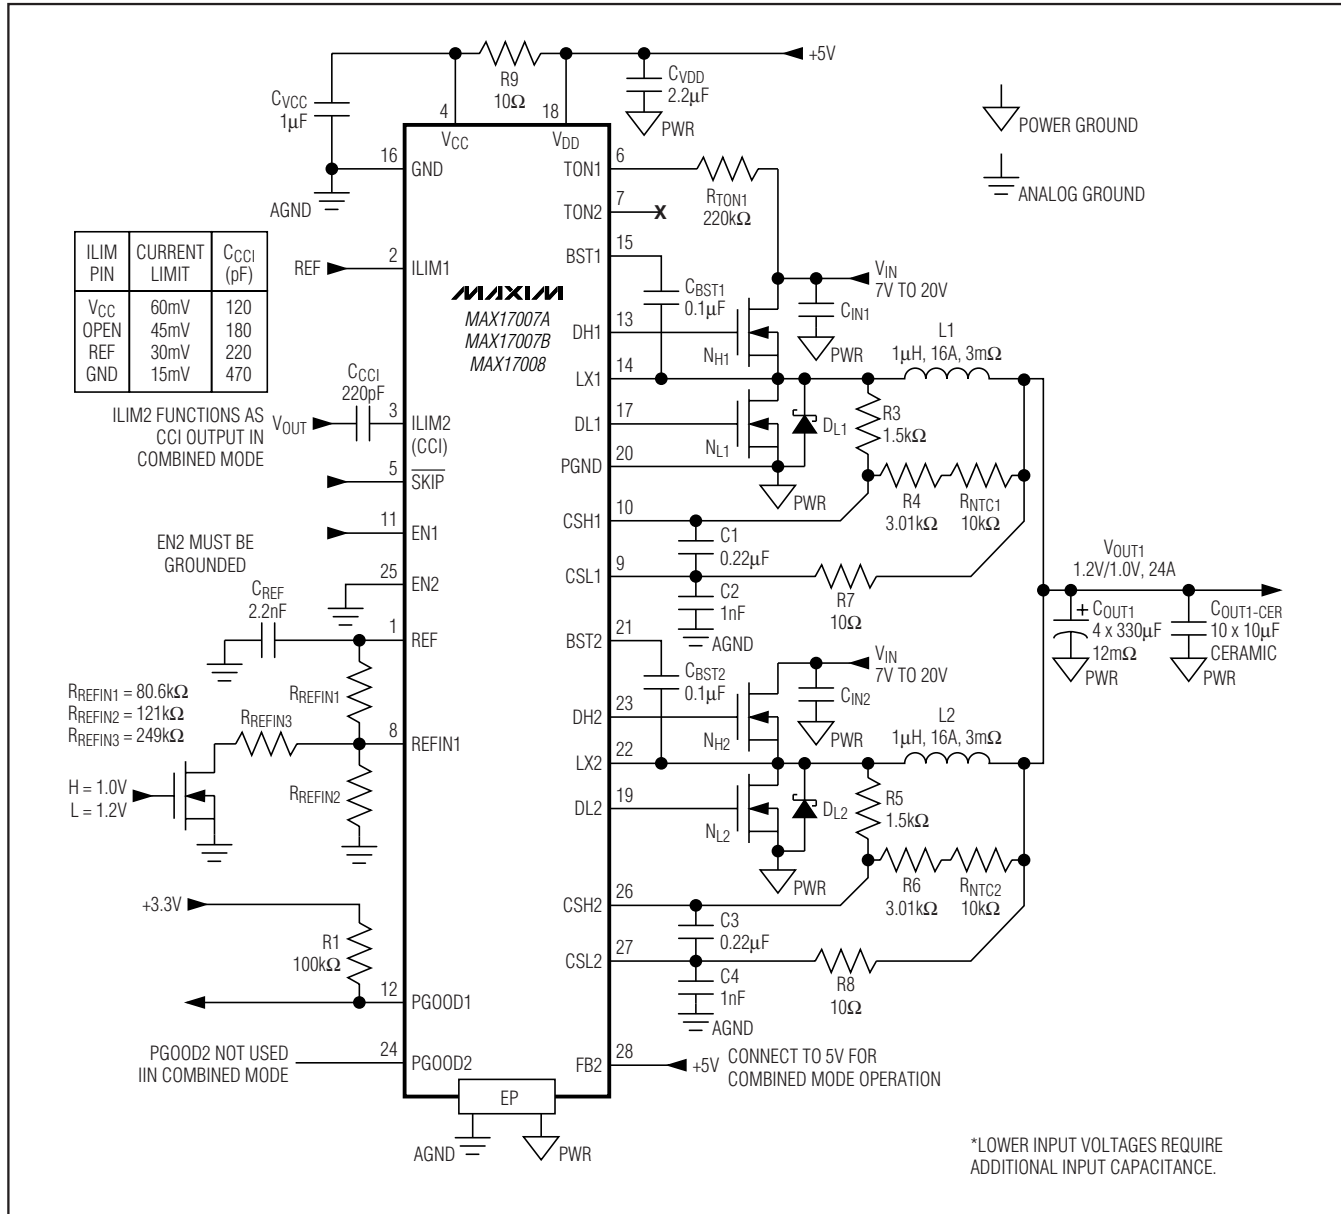 +5V
R9
10Ω
CVDD
2.2µF
PWR
CVCC
1µF
4
18
VCC
VDD
16
GND
AGND
TON1
6
RTON1
220kΩ
TON2
7
X
POWER GROUND
ANALOG GROUND
ILIM PIN CURRENT LIMIT CCCI (pF)
VCC 60mV 120
OPEN 45mV 180
REF 30mV 220
GND 15mV 470
REF
2
ILIM1
MAXIM
MAX17007A
MAX17007B
MAX17008
BST1
15
CBST1
0.1µF
VIN
7V TO 20V
CIN1
PWR
DH1
13
NH1
L1
1µH, 16A, 3mΩ
LX1
14
CCCI
220pF
ILIM2 FUNCTIONS AS
CCI OUTPUT IN
COMBINED MODE
VOUT
3
ILIM2
(CCI)
DL1
17
NL1
DL1
R3
1.5kΩ
PGND
20
PWR
R4
3.01kΩ
RNTC1
10kΩ
5
SKIP
CSH1
10
C1
0.22µF
11
EN1
CSL1
9
R7
10Ω
C2
1nF
AGND
EN2 MUST BE
GROUNDED
25
EN2
VOUT1
1.2V/1.0V, 24A
+
COUT1
4 x 330µF
12mΩ
PWR
COUT1-CER
10 x 10µF
CERAMIC
PWR
CREF
2.2nF
1
REF
BST2
21
CBST2
0.1µF
VIN
7V TO 20V
CIN2
PWR
RREFIN1 = 80.6kΩ
RREFIN2 = 121kΩ
RREFIN3 = 249kΩ
RREFIN1
RREFIN3
8
REFIN1
RREFIN2
H = 1.0V
L = 1.2V
DH2
23
NH2
L2
1µH, 16A, 3mΩ
LX2
22
DL2
19
NL2
DL2
R5
1.5kΩ
PWR
R6
3.01kΩ
RNTC2
10kΩ
CSH2
26
C3
0.22µF
CSL2
27
R8
10Ω
C4
1nF
AGND
+3.3V
R1
100kΩ
12
PGOOD1
PGOOD2 NOT USED
IIN COMBINED MODE
24
PGOOD2
FB2
28
+5V
CONNECT TO 5V FOR
COMBINED MODE OPERATION
EP
AGND
PWR
*LOWER INPUT VOLTAGES REQUIRE
ADDITIONAL INPUT CAPACITANCE.